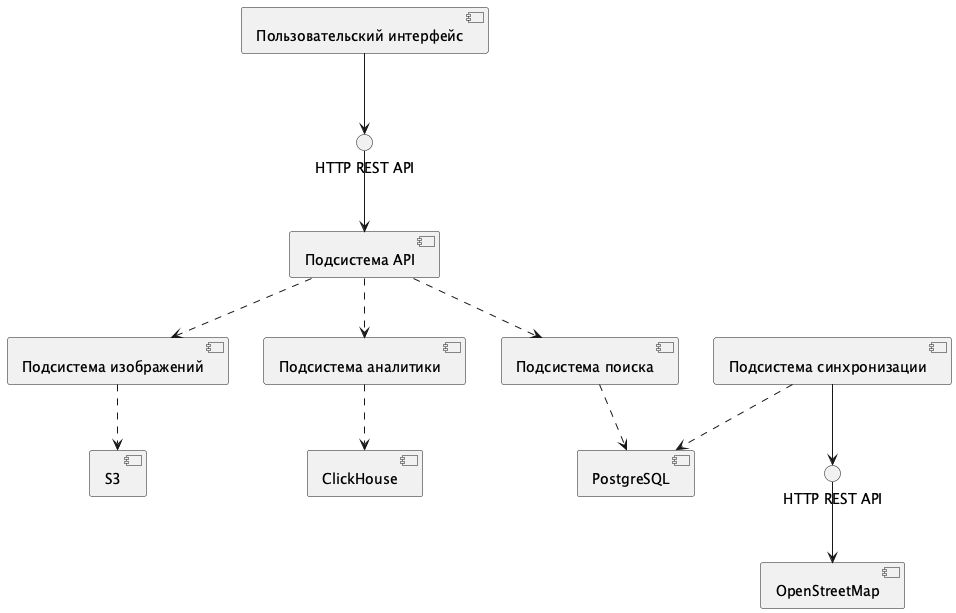 Пользовательский интерфейс
HTTP REST API
Подсистема API
Подсистема изображений
Подсистема аналитики
Подсистема поиска
Подсистема синхронизации
S3
ClickHouse
PostgreSQL
HTTP REST API
OpenStreetMap